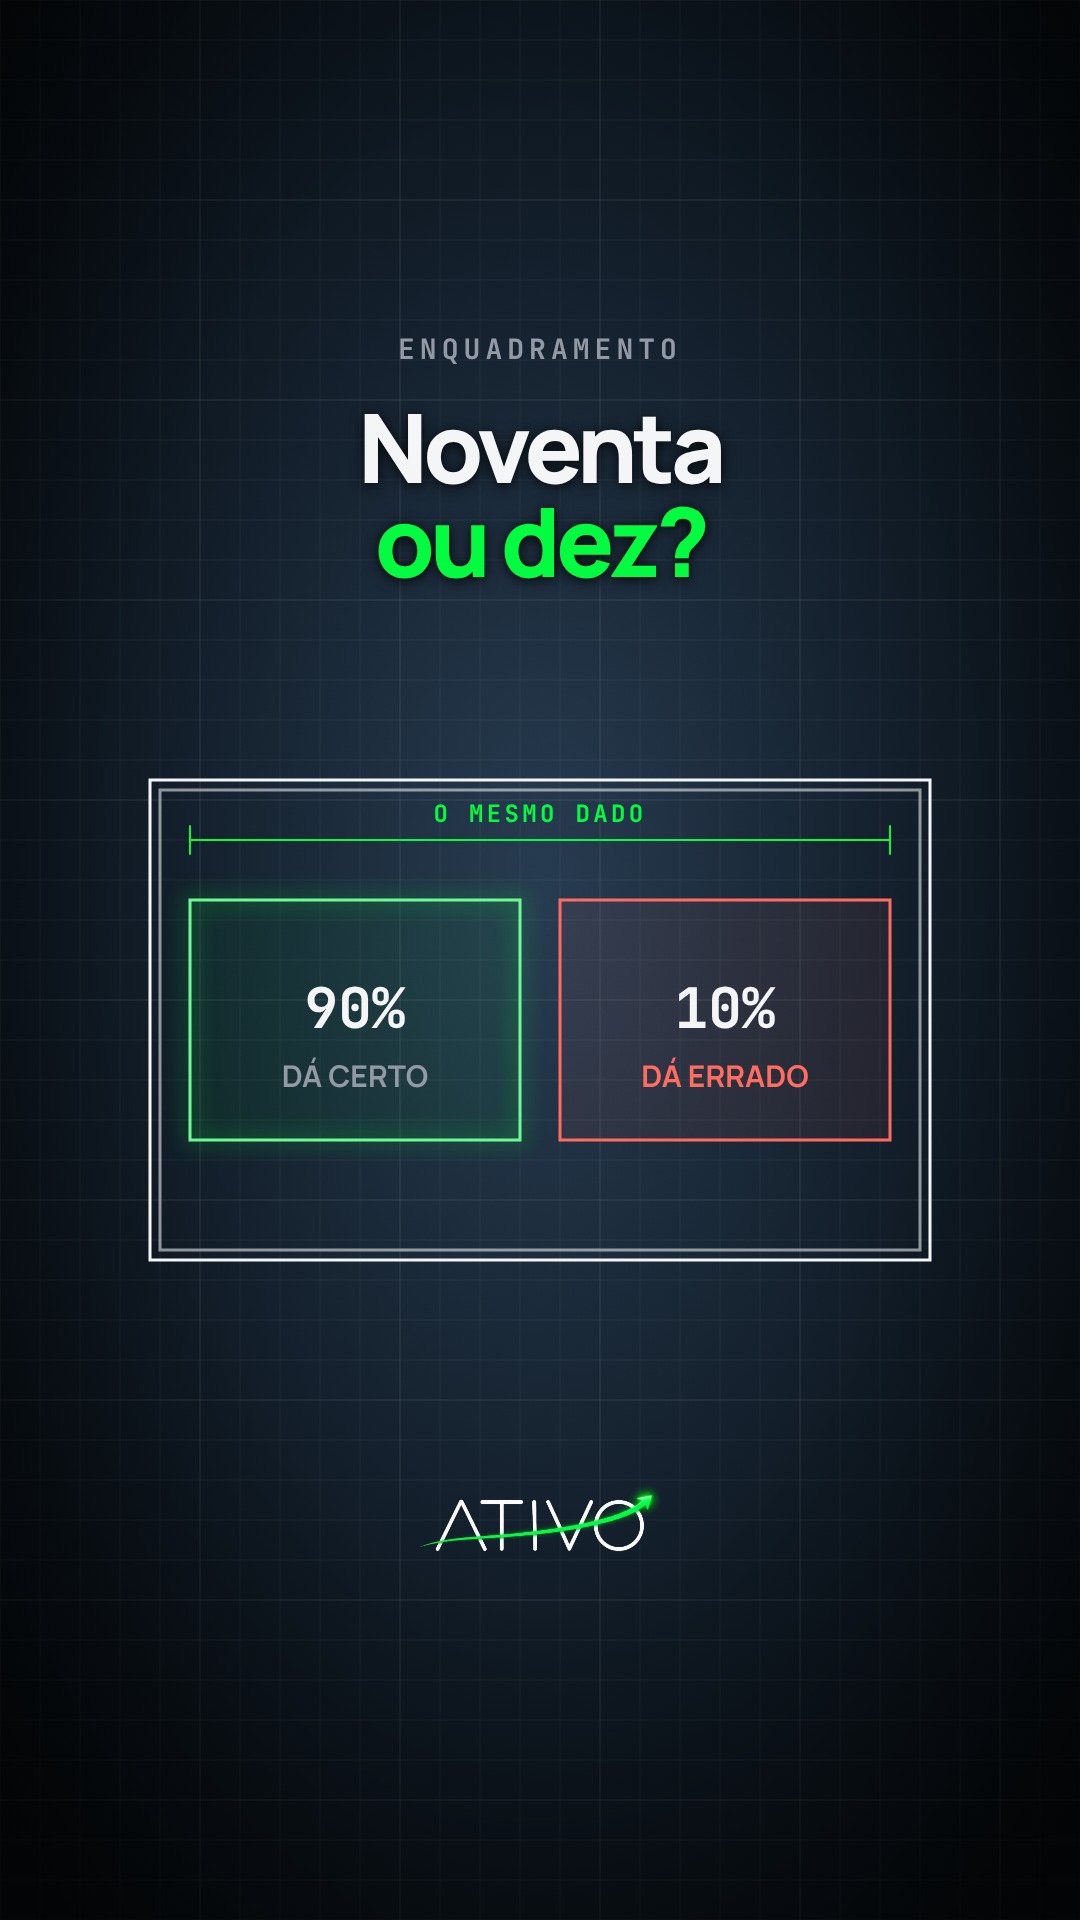 ENQUADRAMENTO
Noventa
ou dez?
O MESMO DADO
90%
DÁ CERTO
10%
DÁ ERRADO
ATIVO